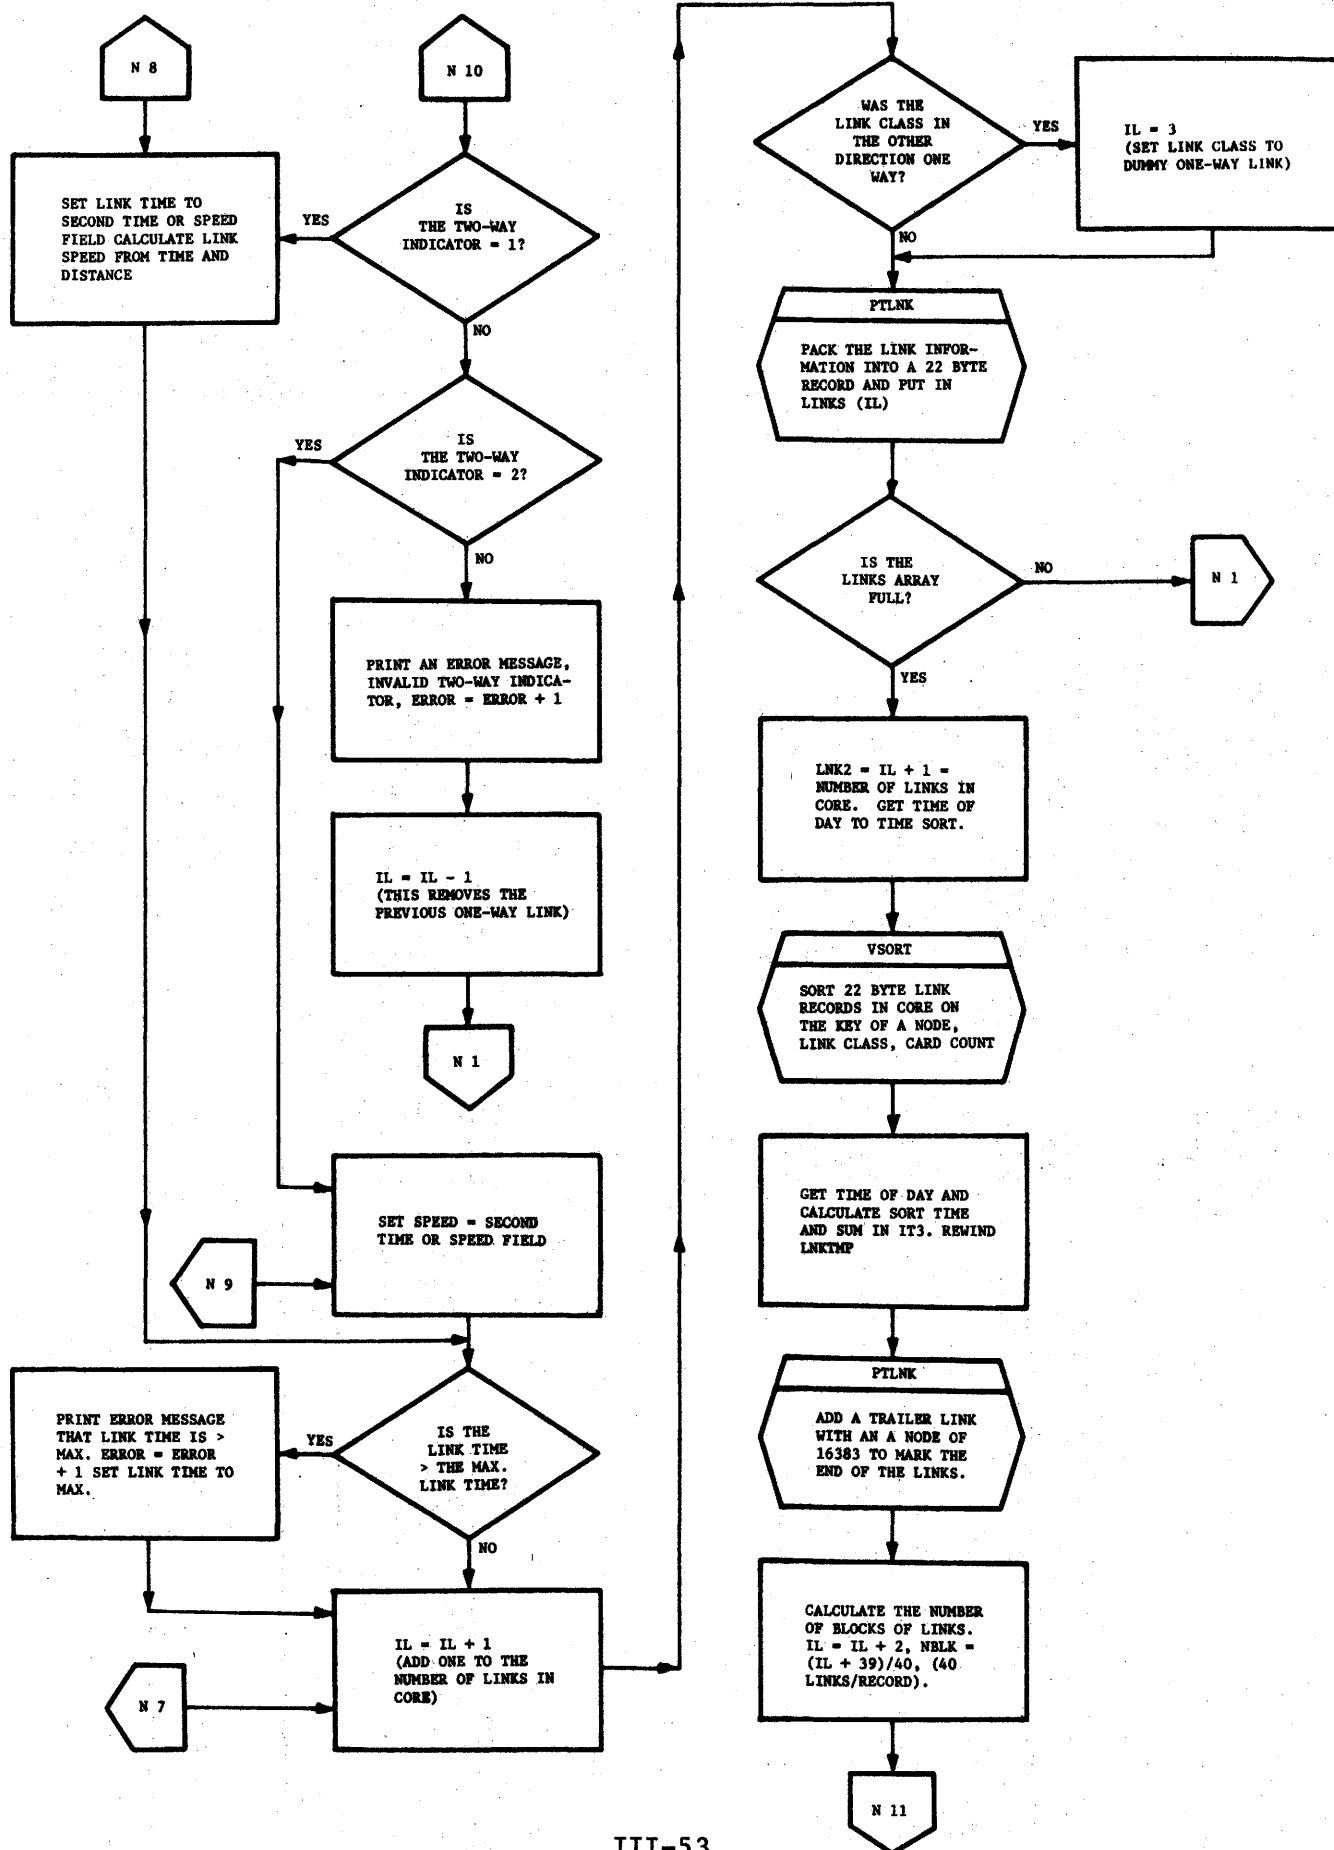 N 8
N 10
SET LINK TIME TO
SECOND TIME OR SPEED
FIELD CALCULATE LINK
SPEED FROM TIME AND
DISTANCE
YES
IS
THE TWO-WAY
INDICATOR = 1?
NO
YES
IS
THE TWO-WAY
INDICATOR = 2?
NO
PRINT AN ERROR MESSAGE,
INVALID TWO-WAY INDICA-
TOR, ERROR = ERROR + 1
IL = IL - 1
(THIS REMOVES THE
PREVIOUS ONE-WAY LINK)
N 1
SET SPEED = SECOND
TIME OR SPEED FIELD
N 9
PRINT ERROR MESSAGE
THAT LINK TIME IS >
MAX. ERROR = ERROR
+ 1 SET LINK TIME TO
MAX.
YES
IS THE
LINK TIME
> THE MAX.
LINK TIME?
NO
IL = IL + 1
(ADD ONE TO THE
NUMBER OF LINKS IN
CORE)
N 7
WAS THE
LINK CLASS IN
THE OTHER
DIRECTION ONE
WAY?
YES
IL = 3
(SET LINK CLASS TO
DUMMY ONE-WAY LINK)
NO
PTLNK
PACK THE LINK INFOR-
MATION INTO A 22 BYTE
RECORD AND PUT IN
LINKS (IL)
IS THE
LINKS ARRAY
FULL?
NO
N 1
YES
LNK2 = IL + 1 =
NUMBER OF LINKS IN
CORE. GET TIME OF
DAY TO TIME SORT.
VSORT
SORT 22 BYTE LINK
RECORDS IN CORE ON
THE KEY OF A NODE,
LINK CLASS, CARD COUNT
GET TIME OF DAY AND
CALCULATE SORT TIME
AND SUM IN IT3. REWIND
LNKTMP
PTLNK
ADD A TRAILER LINK
WITH AN A NODE OF
16383 TO MARK THE
END OF THE LINKS.
CALCULATE THE NUMBER
OF BLOCKS OF LINKS.
IL = IL + 2, NBLK =
(IL + 39)/40, (40
LINKS/RECORD).
N 11
III-53